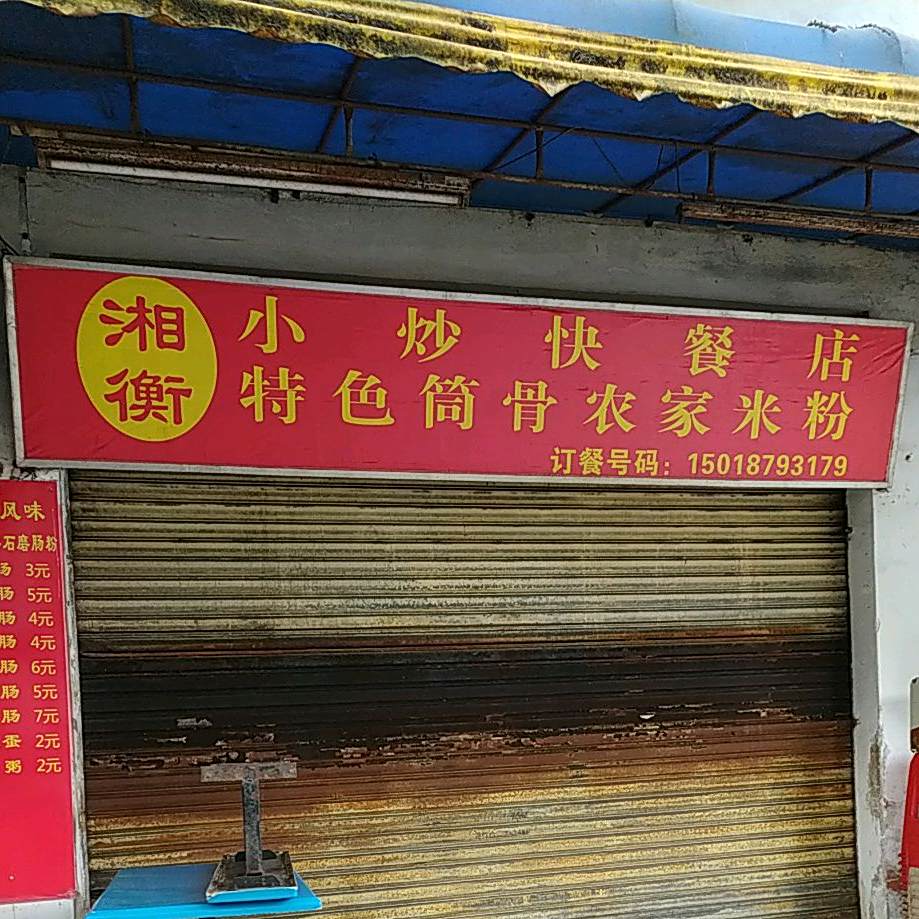 湘衡
小炒快餐店
特色筒骨农家米粉
订餐号码：15018793179
风味
石磨肠粉
肠 3元
肠 5元
肠 4元
肠 4元
肠 6元
肠 5元
肠 7元
蛋 2元
粥 2元